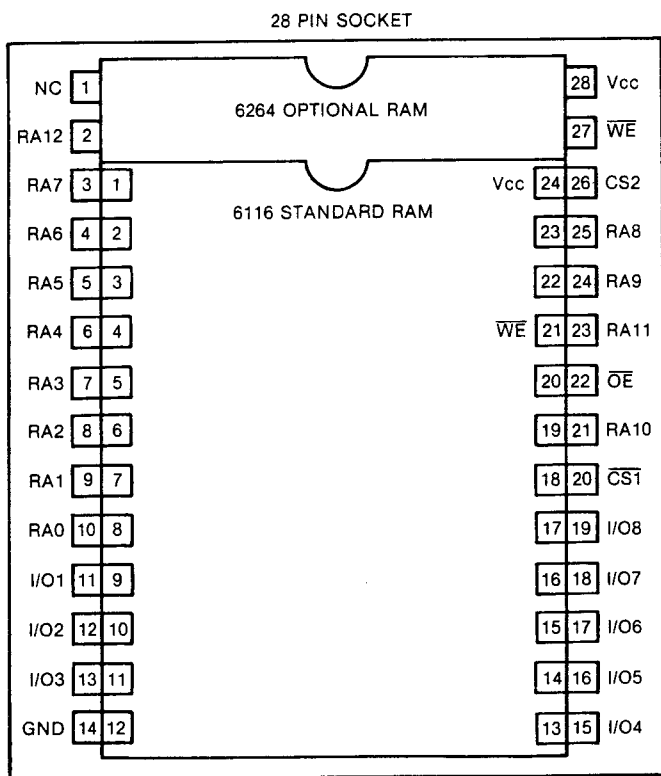 28 PIN SOCKET
NC 1 28 Vcc
6264 OPTIONAL RAM
RA12 2 27 W̅E̅
RA7 3 1 Vcc 24 26 CS2
6116 STANDARD RAM
RA6 4 2 23 25 RA8
RA5 5 3 22 24 RA9
RA4 6 4 W̅E̅ 21 23 RA11
RA3 7 5 20 22 O̅E̅
RA2 8 6 19 21 RA10
RA1 9 7 18 20 C̅S̅1̅
RA0 10 8 17 19 I/O8
I/O1 11 9 16 18 I/O7
I/O2 12 10 15 17 I/O6
I/O3 13 11 14 16 I/O5
GND 14 12 13 15 I/O4